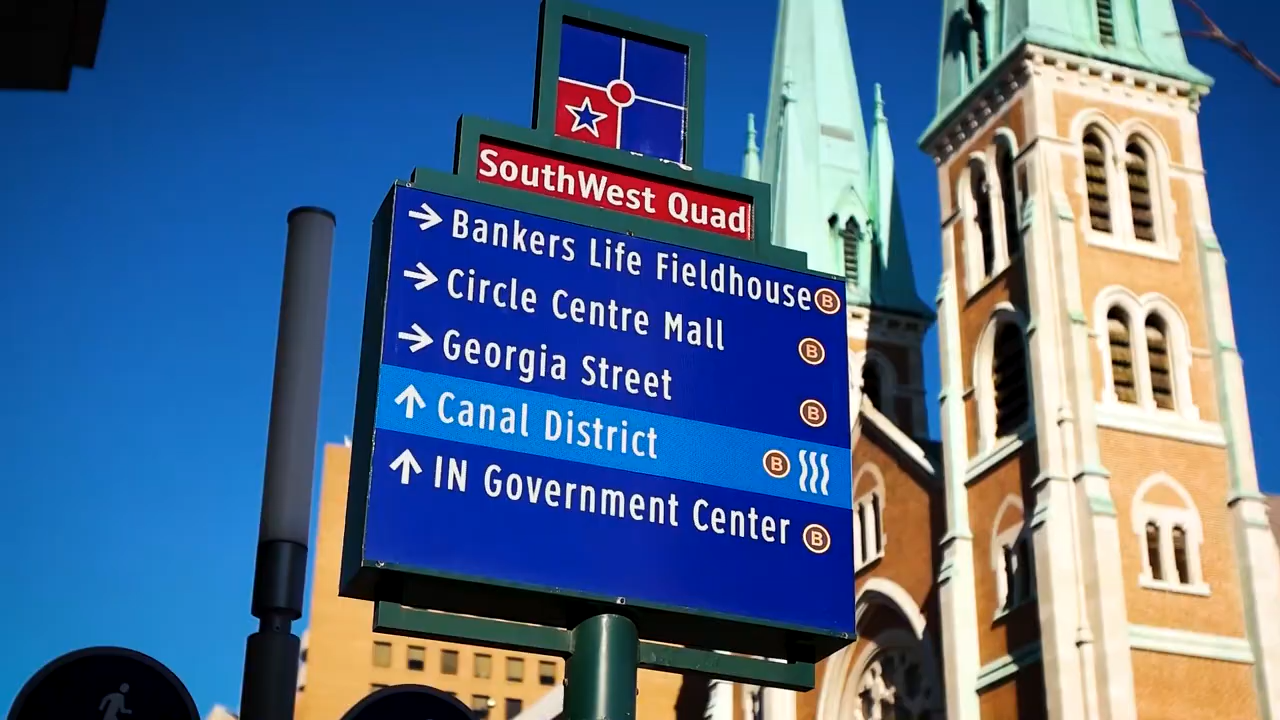 SouthWest Quad
→ Bankers Life Fieldhouse B
→ Circle Centre Mall B
→ Georgia Street B
↑ Canal District B
↑ IN Government Center B